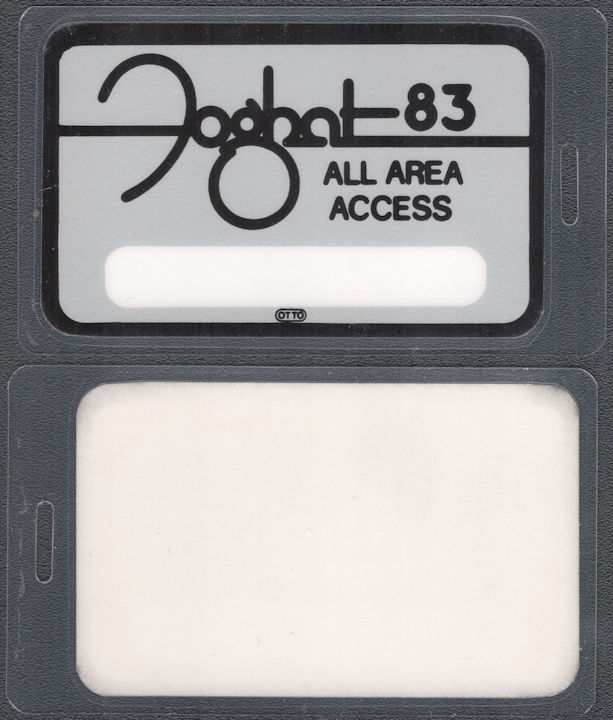 Foghat 83
ALL AREA
ACCESS
OTTO